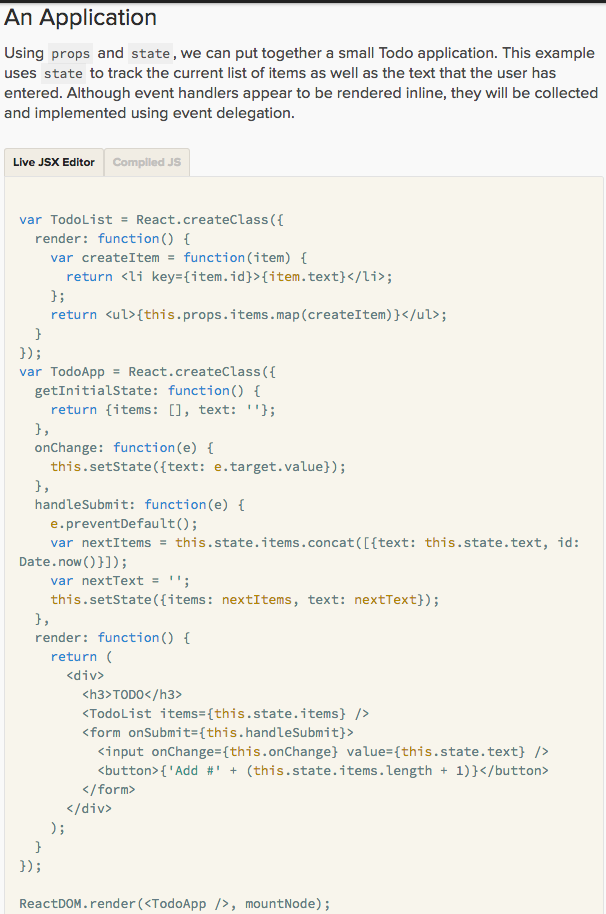 An Application
Using props and state, we can put together a small Todo application. This example
uses state to track the current list of items as well as the text that the user has
entered. Although event handlers appear to be rendered inline, they will be collected
and implemented using event delegation.
Live JSX Editor
Compiled JS
var TodoList = React.createClass({
  render: function() {
    var createItem = function(item) {
      return <li key={item.id}>{item.text}</li>;
    };
    return <ul>{this.props.items.map(createItem)}</ul>;
  }
});
var TodoApp = React.createClass({
  getInitialState: function() {
    return {items: [], text: ''};
  },
  onChange: function(e) {
    this.setState({text: e.target.value});
  },
  handleSubmit: function(e) {
    e.preventDefault();
    var nextItems = this.state.items.concat([{text: this.state.text, id:
Date.now()}]);
    var nextText = '';
    this.setState({items: nextItems, text: nextText});
  },
  render: function() {
    return (
      <div>
        <h3>TODO</h3>
        <TodoList items={this.state.items} />
        <form onSubmit={this.handleSubmit}>
          <input onChange={this.onChange} value={this.state.text} />
          <button>{'Add #' + (this.state.items.length + 1)}</button>
        </form>
      </div>
    );
  }
});
ReactDOM.render(<TodoApp />, mountNode);